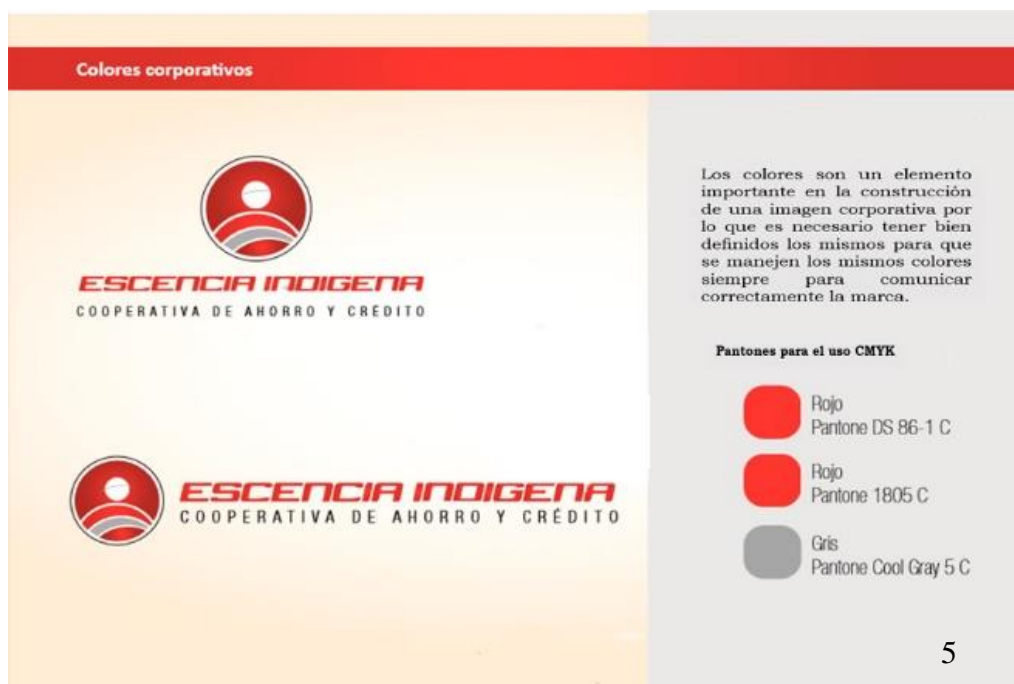 Colores corporativos
ESCENCIA INDIGENA
COOPERATIVA DE AHORRO Y CRÉDITO
ESCENCIA INDIGENA
COOPERATIVA DE AHORRO Y CRÉDITO
Los colores son un elemento
importante en la construcción
de una imagen corporativa por
lo que es necesario tener bien
definidos los mismos para que
se manejen los mismos colores
siempre para comunicar
correctamente la marca.
Pantones para el uso CMYK
Rojo
Pantone DS 86-1 C
Rojo
Pantone 1805 C
Gris
Pantone Cool Gray 5 C
5